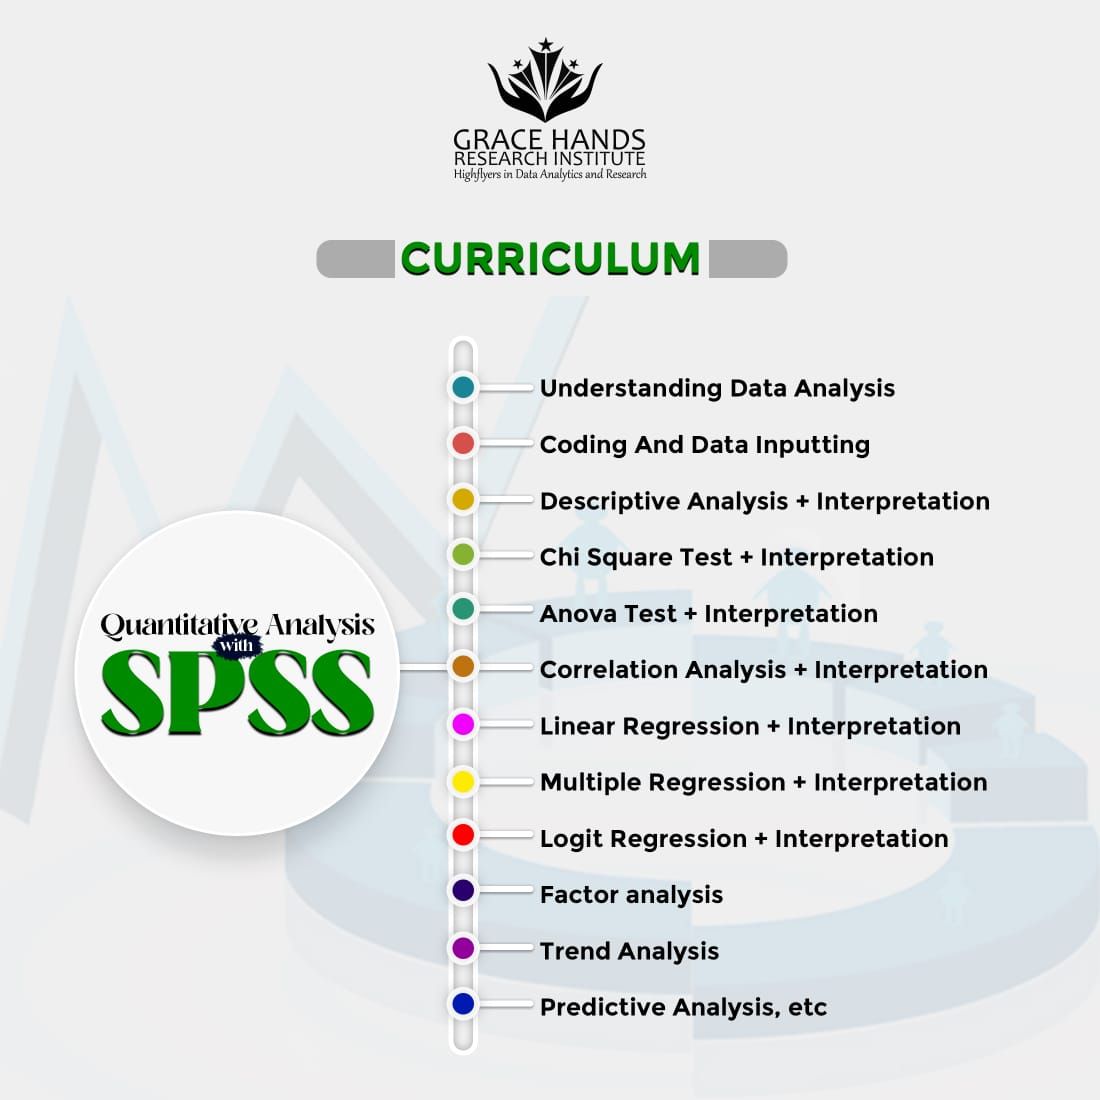 GRACE HANDS
RESEARCH INSTITUTE
Highflyers in Data Analytics and Research
CURRICULUM
Quantitative Analysis
with
SPSS
Understanding Data Analysis
Coding And Data Inputting
Descriptive Analysis + Interpretation
Chi Square Test + Interpretation
Anova Test + Interpretation
Correlation Analysis + Interpretation
Linear Regression + Interpretation
Multiple Regression + Interpretation
Logit Regression + Interpretation
Factor analysis
Trend Analysis
Predictive Analysis, etc